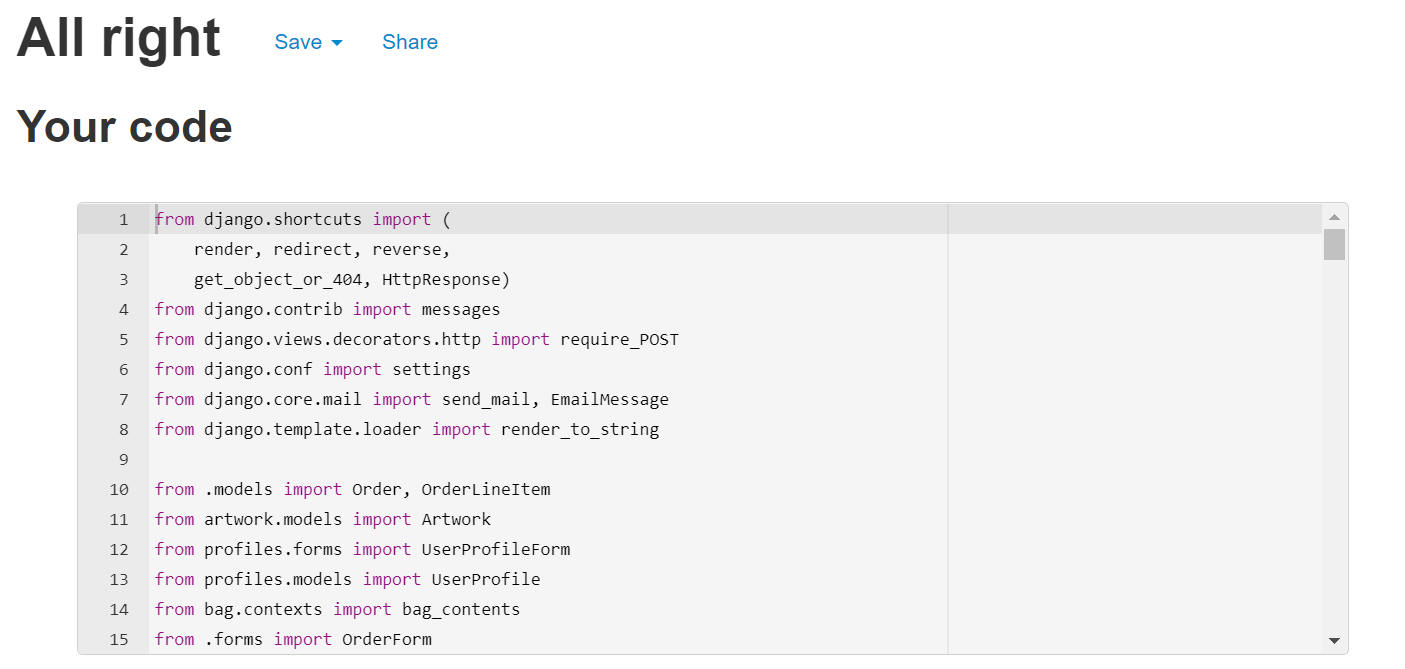 All right Save Share
Your code
1 from django.shortcuts import (
2     render, redirect, reverse,
3     get_object_or_404, HttpResponse)
4 from django.contrib import messages
5 from django.views.decorators.http import require_POST
6 from django.conf import settings
7 from django.core.mail import send_mail, EmailMessage
8 from django.template.loader import render_to_string
9
10 from .models import Order, OrderLineItem
11 from artwork.models import Artwork
12 from profiles.forms import UserProfileForm
13 from profiles.models import UserProfile
14 from bag.contexts import bag_contents
15 from .forms import OrderForm